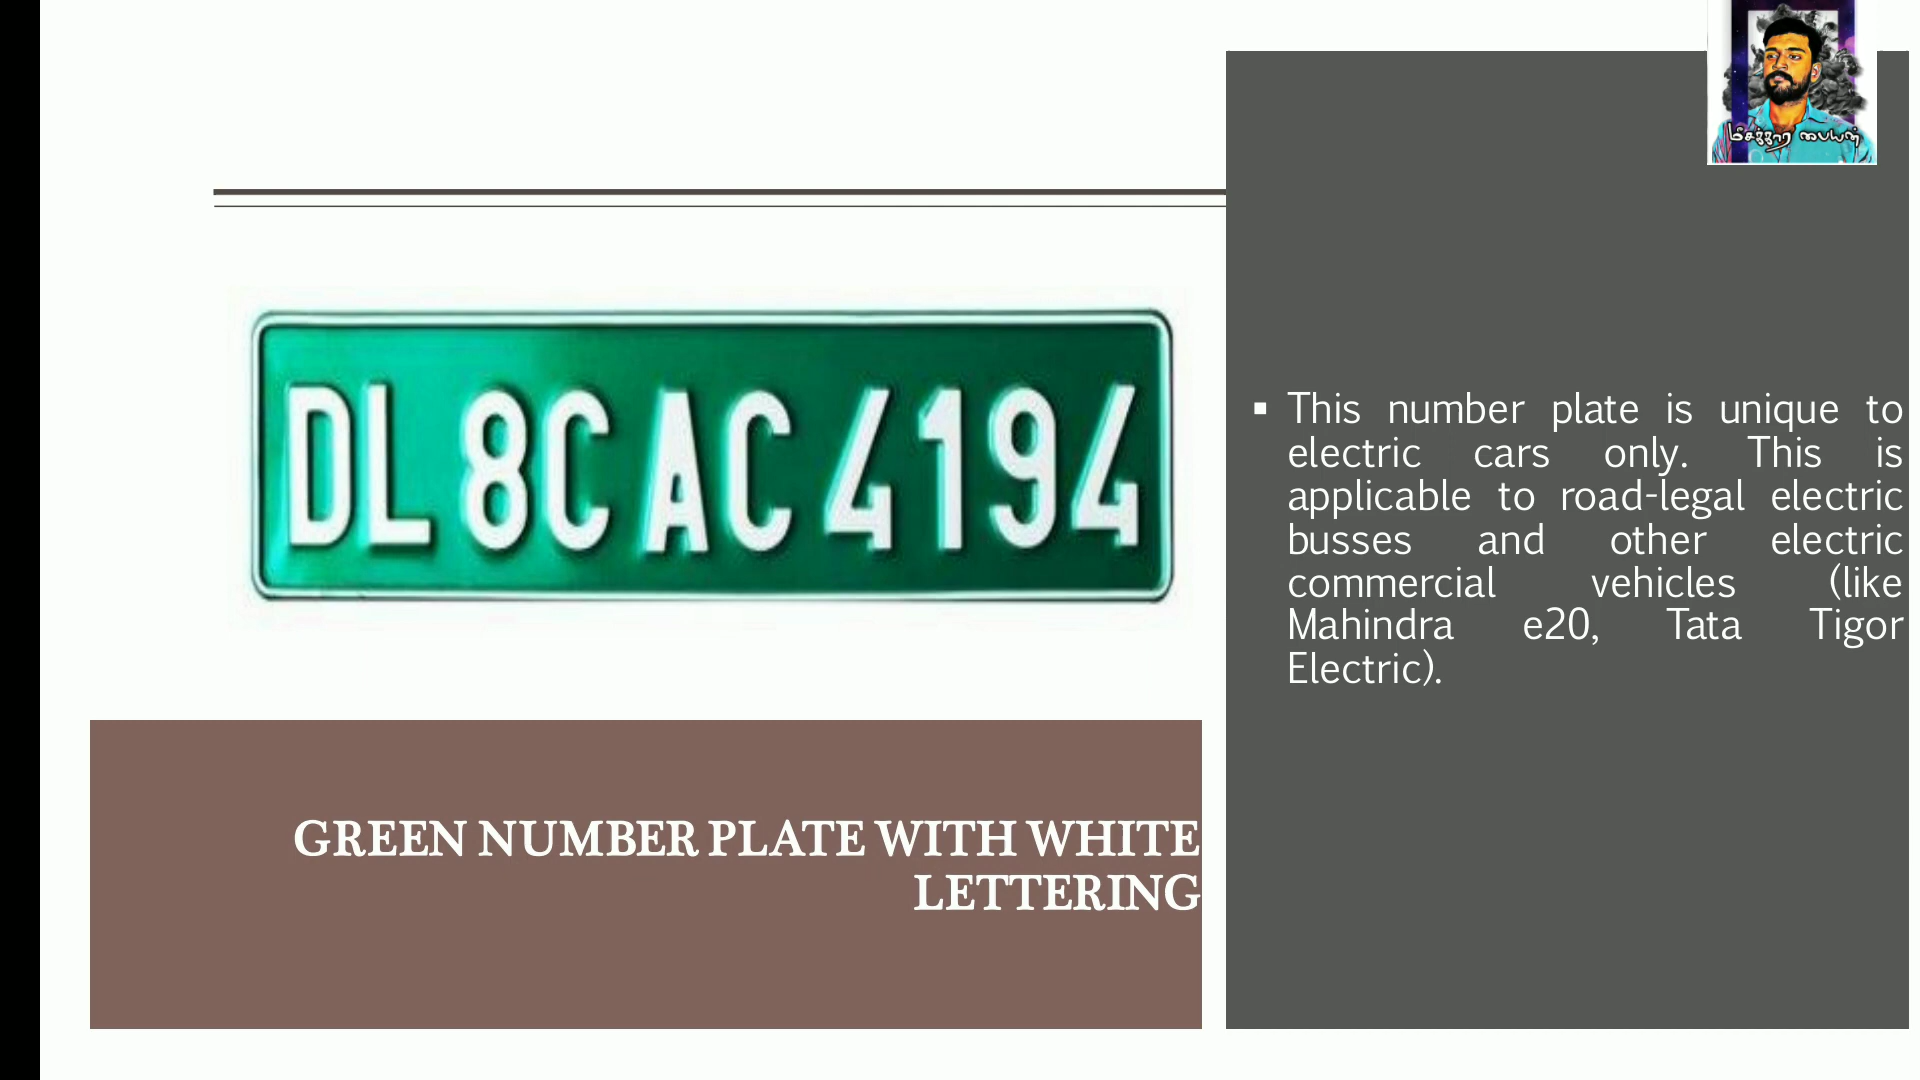 மீசக்கார பையன்
DL 8C AC 4194
▪ This number plate is unique to
electric cars only. This is
applicable to road-legal electric
busses and other electric
commercial vehicles (like
Mahindra e20, Tata Tigor
Electric).
GREEN NUMBER PLATE WITH WHITE
LETTERING